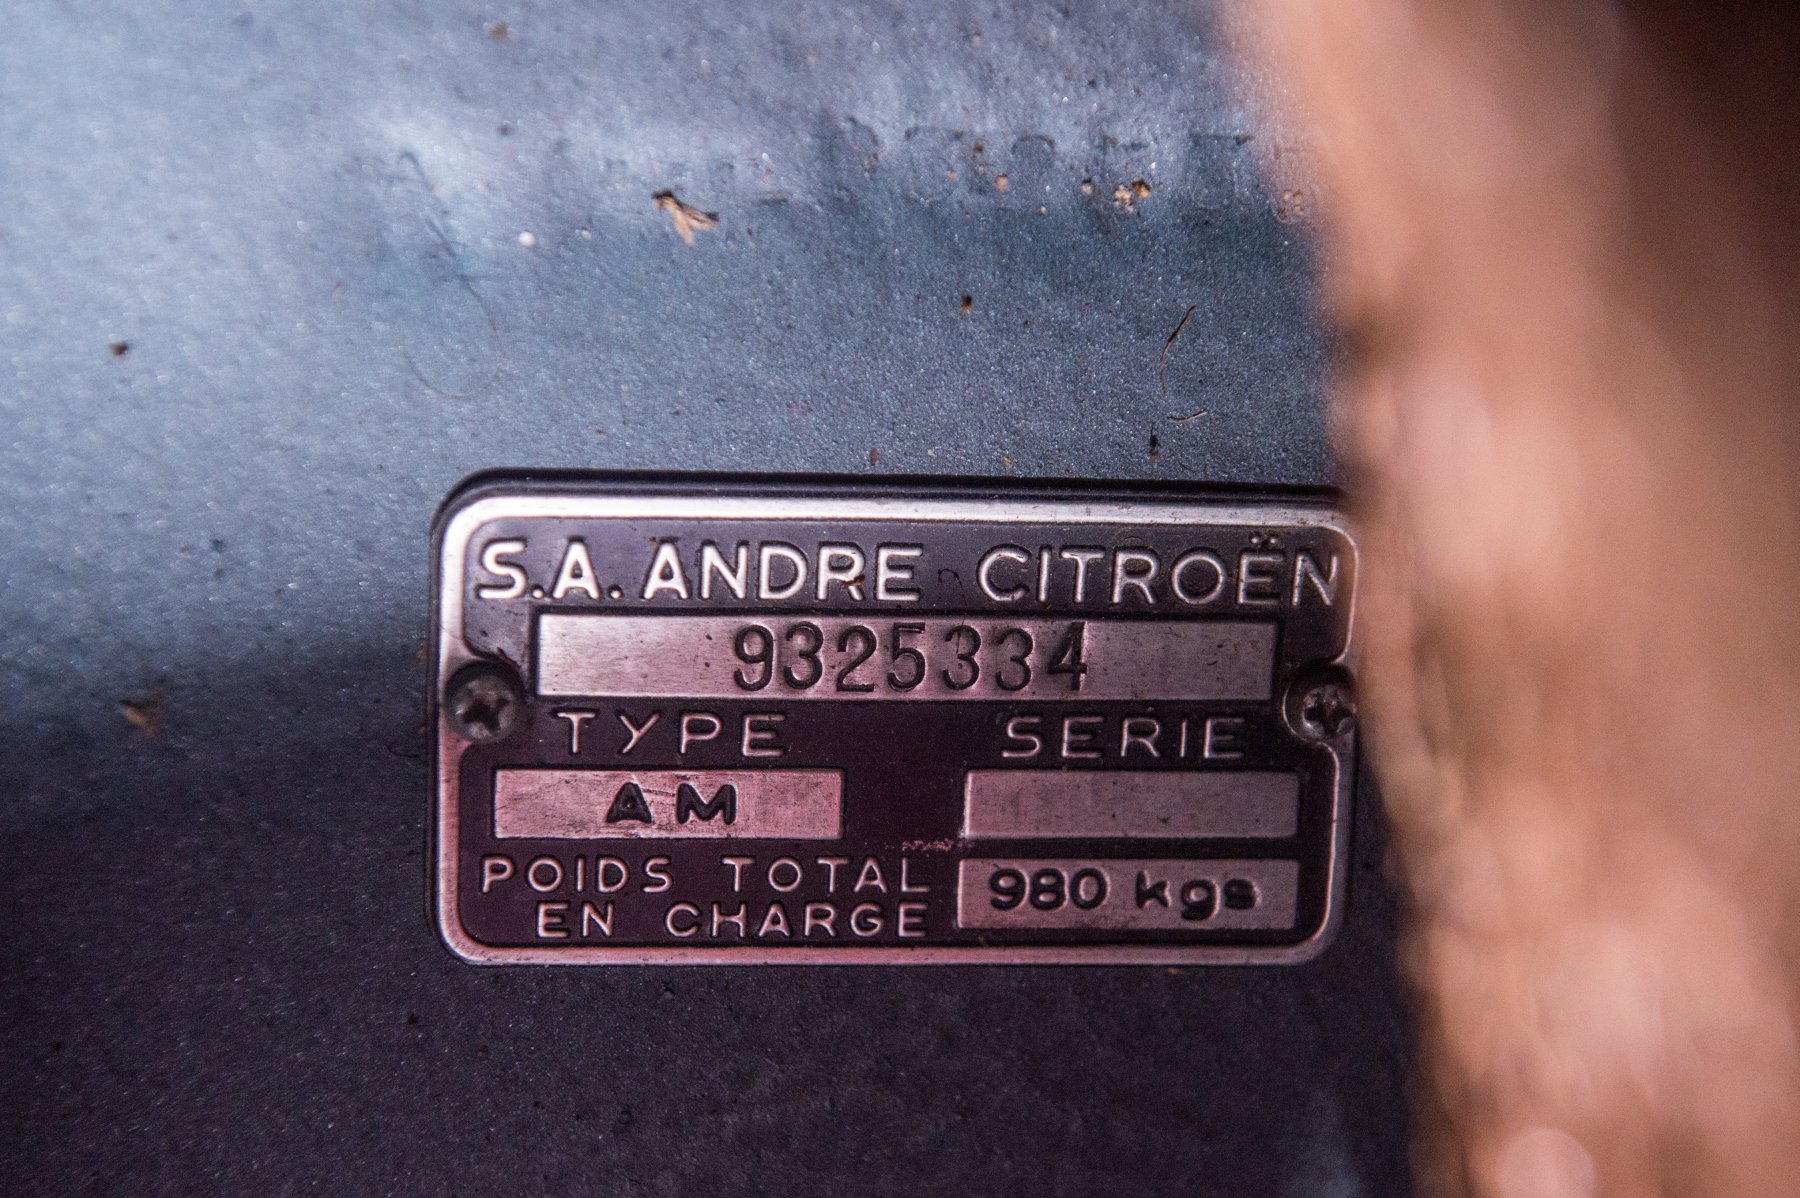 S.A. ANDRE CITROËN
9325334
TYPE SERIE
AM
POIDS TOTAL
EN CHARGE 980 kgs